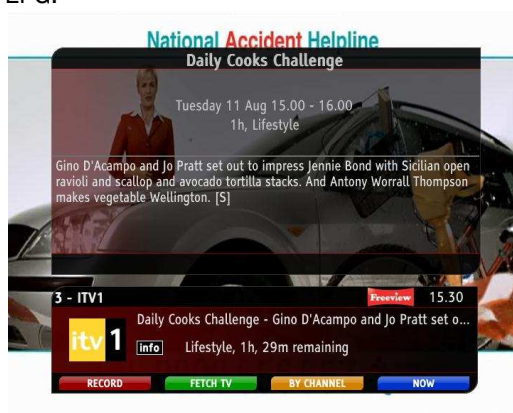 National Accident Helpline
Daily Cooks Challenge
Tuesday 11 Aug 15.00 - 16.00
1h, Lifestyle
Gino D'Acampo and Jo Pratt set out to impress Jennie Bond with Sicilian open
ravioli and scallop and avocado tortilla stacks. And Antony Worrall Thompson
makes vegetable Wellington. [S]
3 - ITV1
Freeview 15.30
Daily Cooks Challenge - Gino D'Acampo and Jo Pratt set o...
itv 1
info Lifestyle, 1h, 29m remaining
RECORD FETCH TV BY CHANNEL NOW